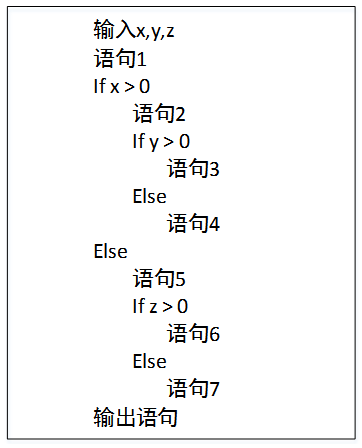 输入x,y,z
语句1
If x > 0
语句2
If y > 0
语句3
Else
语句4
Else
语句5
If z > 0
语句6
Else
语句7
输出语句